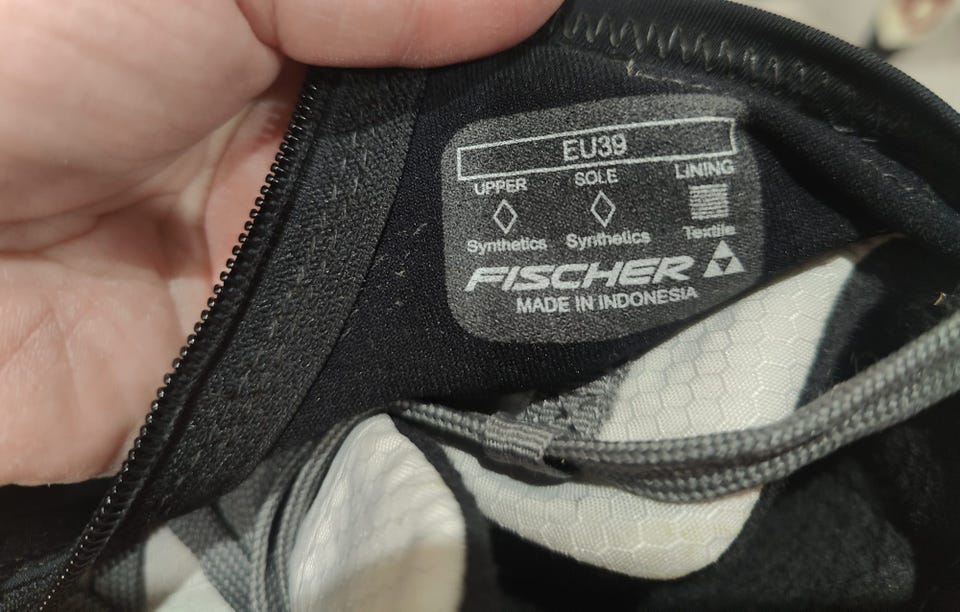 EU39
UPPER SOLE LINING
Synthetics Synthetics Textile
FISCHER
MADE IN INDONESIA